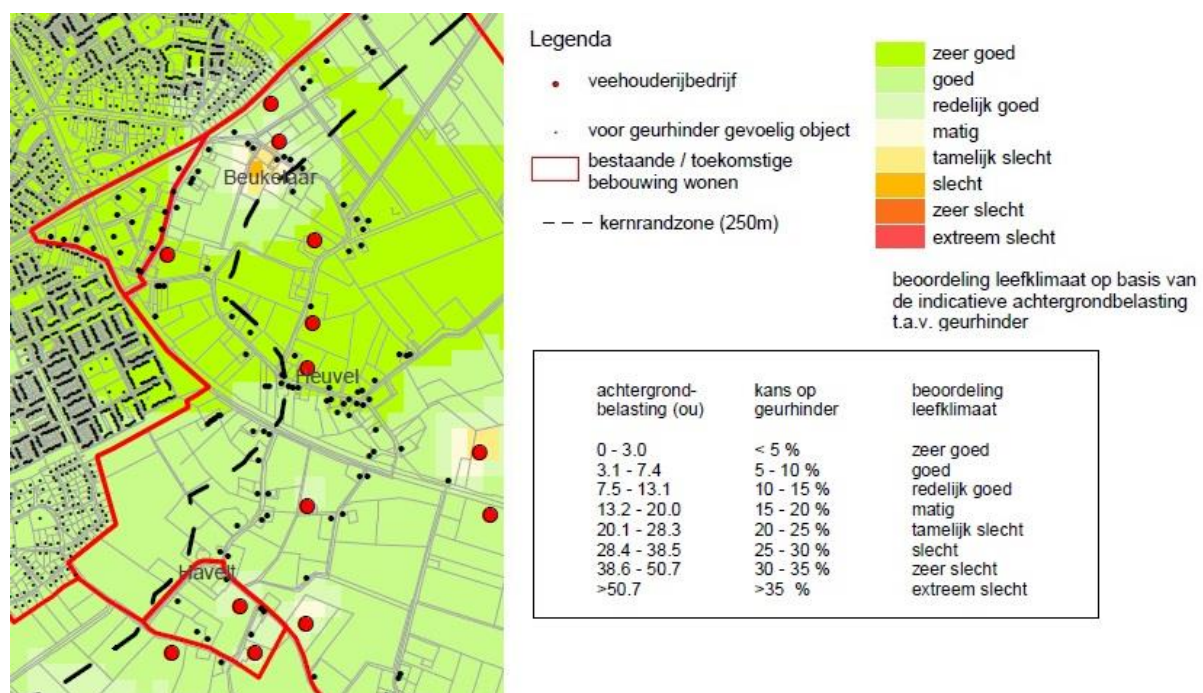 Beukelaar
Heuvel
Havelt
Legenda
veehouderijbedrijf
voor geurhinder gevoelig object
bestaande / toekomstige
bebouwing wonen
kernrandzone (250m)
zeer goed
goed
redelijk goed
matig
tamelijk slecht
slecht
zeer slecht
extreem slecht
beoordeling leefklimaat op basis van
de indicatieve achtergrondbelasting
t.a.v. geurhinder
achtergrond- kans op beoordeling
belasting (ou) geurhinder leefklimaat
0 - 3.0 < 5 % zeer goed
3.1 - 7.4 5 - 10 % goed
7.5 - 13.1 10 - 15 % redelijk goed
13.2 - 20.0 15 - 20 % matig
20.1 - 28.3 20 - 25 % tamelijk slecht
28.4 - 38.5 25 - 30 % slecht
38.6 - 50.7 30 - 35 % zeer slecht
>50.7 >35 % extreem slecht